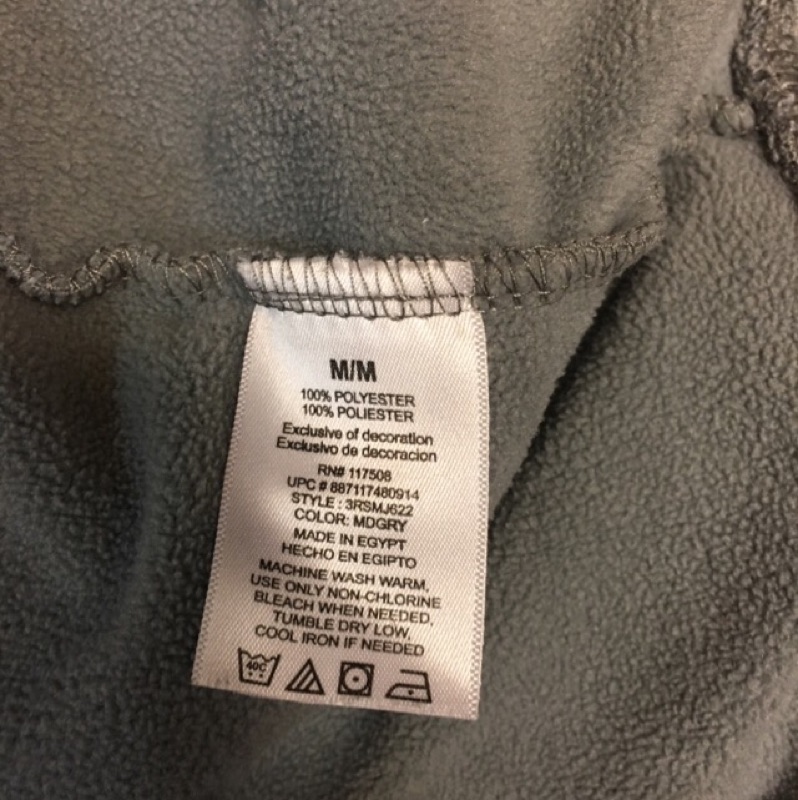 M/M
100% POLYESTER
100% POLIESTER
Exclusive of decoration
Exclusivo de decoracion
RN# 117508
UPC # 887117480914
STYLE : 3RSMJ622
COLOR: MDGRY
MADE IN EGYPT
HECHO EN EGIPTO
MACHINE WASH WARM,
USE ONLY NON-CHLORINE
BLEACH WHEN NEEDED,
TUMBLE DRY LOW,
COOL IRON IF NEEDED
40C